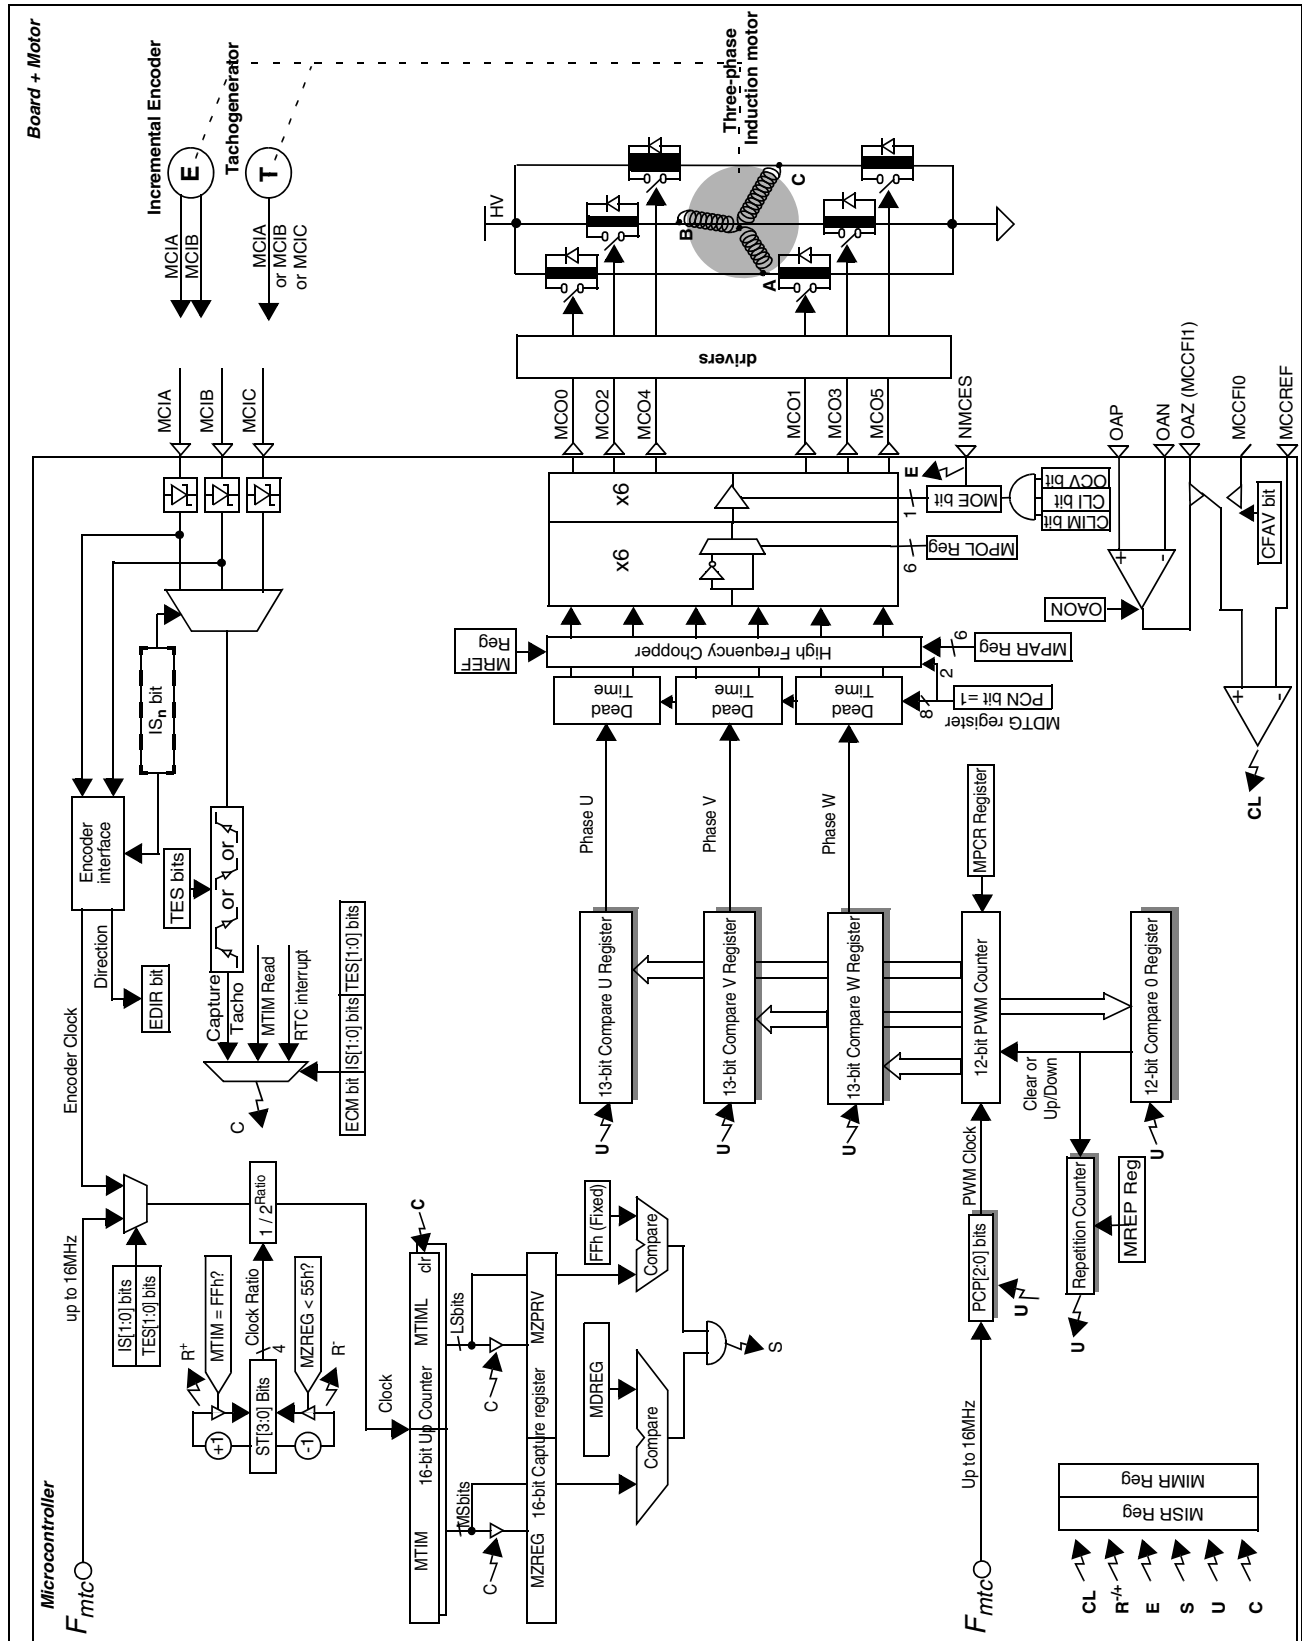 Board + Motor
Microcontroller
Incremental Encoder
E
Tachogenerator
T
MCIA
MCIB
MCIA
or MCIB
or MCIC
Three-phase
Induction motor
HV
A
B
C
drivers
MCIA
MCIB
MCIC
MCO0
MCO2
MCO4
MCO1
MCO3
MCO5
NMCES
OAP
OAN
OAZ (MCCFI1)
MCCFI0
MCCREF
E
x6
x6
1
6
MOE bit
MPOL Reg
CLIM bit
CLI bit
OCV bit
CFAV bit
OAON
+
-
+
-
CL
MREF
Reg
High Frequency Chopper
MPAR Reg
6
2
8
Dead
Time
Dead
Time
Dead
Time
PCN bit =1
MDTG register
ISn bit
Encoder
interface
TES bits
or
or
Direction
EDIR bit
Encoder Clock
Capture
Tacho
MTIM Read
RTC interrupt
C
ECM bit
IS[1:0] bits
TES[1:0] bits
Phase U
Phase V
Phase W
13-bit Compare U Register
13-bit Compare V Register
13-bit Compare W Register
U
U
U
MPCR Register
12-bit PWM Counter
12-bit Compare 0 Register
U
Clear or
Up/Down
PWM Clock
PCP[2:0] bits
U
Repetition Counter
MREP Reg
U
Up to 16MHz
Fmtc
up to 16MHz
Fmtc
IS[1:0] bits
TES[1:0] bits
1 / 2Ratio
Clock Ratio
4
MTIM = FFh?
MZREG < 55h?
R+
R-
+1
-1
ST[3:0] Bits
Clock
MTIM
16-bit Up Counter
MTIML
clr
C
MSbits
LSbits
C
C
MZREG
16-bit Capture register
MZPRV
MDREG
FFh (Fixed)
Compare
Compare
S
MISR Reg
MIMR Reg
CL
R-/+
E
S
U
C